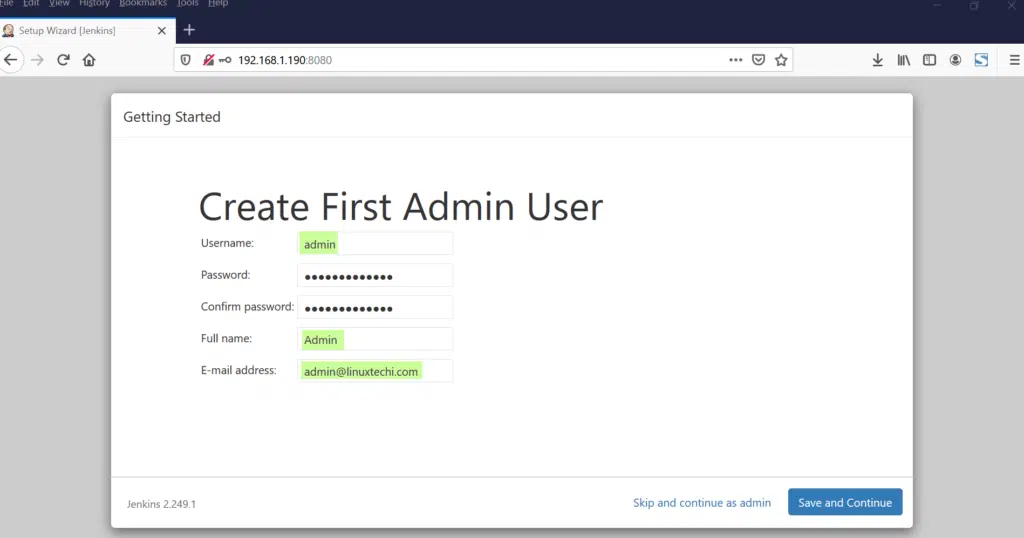 File Edit View History Bookmarks Tools Help
Setup Wizard [Jenkins]
192.168.1.190:8080
Getting Started
Create First Admin User
Username: admin
Password: •••••••••••••
Confirm password: •••••••••••••
Full name: Admin
E-mail address: admin@linuxtechi.com
Jenkins 2.249.1 Skip and continue as admin Save and Continue